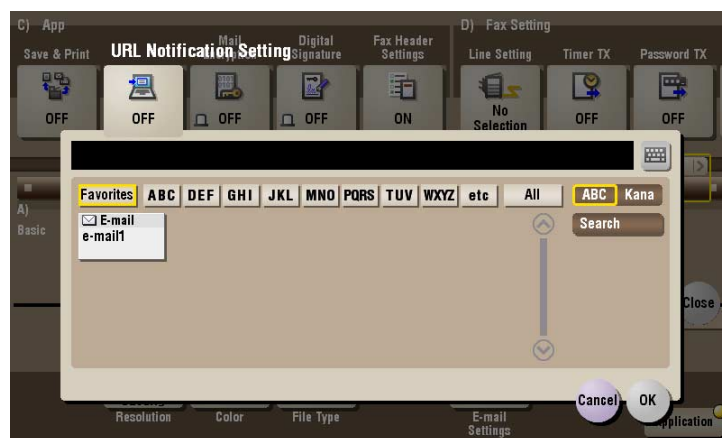 C) App
D) Fax Setting
Save & Print
URL Notification Setting
Mail
Digital Signature
Fax Header Settings
Line Setting
Timer TX
Password TX
OFF
OFF
OFF
OFF
ON
No Selection
OFF
OFF
Favorites ABC DEF GHI JKL MNO PQRS TUV WXYZ etc All
ABC Kana
A)
Basic
E-mail
e-mail1
Search
Close
Cancel
OK
Resolution
Color
File Type
E-mail Settings
Application